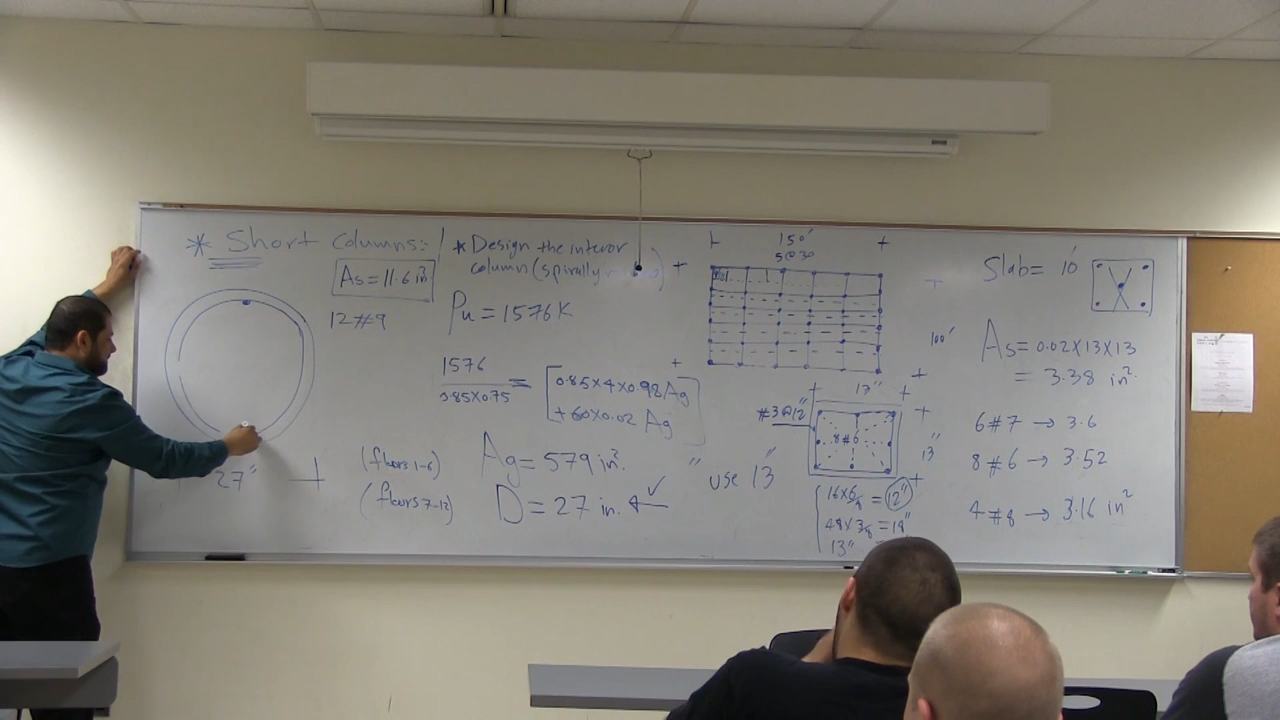 * Short Columns:
As = 11.6 in²
12#9
27"
(floors 1-6)
(floors 7-12)
* Design the interior
column (spirally
Pu = 1576 K
1576
0.85X0.75
=
0.85X4X0.98 Ag
+60X0.02 Ag
Ag = 579 in².
D = 27 in. ✓
150'
5@30
100'
17"
#3@12"
8#6
13"
use 13"
16X6/8 = 12"
48X3/8 = 18"
13"
Slab = 10"
As = 0.02X13X13
= 3.38 in².
6#7 → 3.6
8#6 → 3.52
4#8 → 3.16 in²